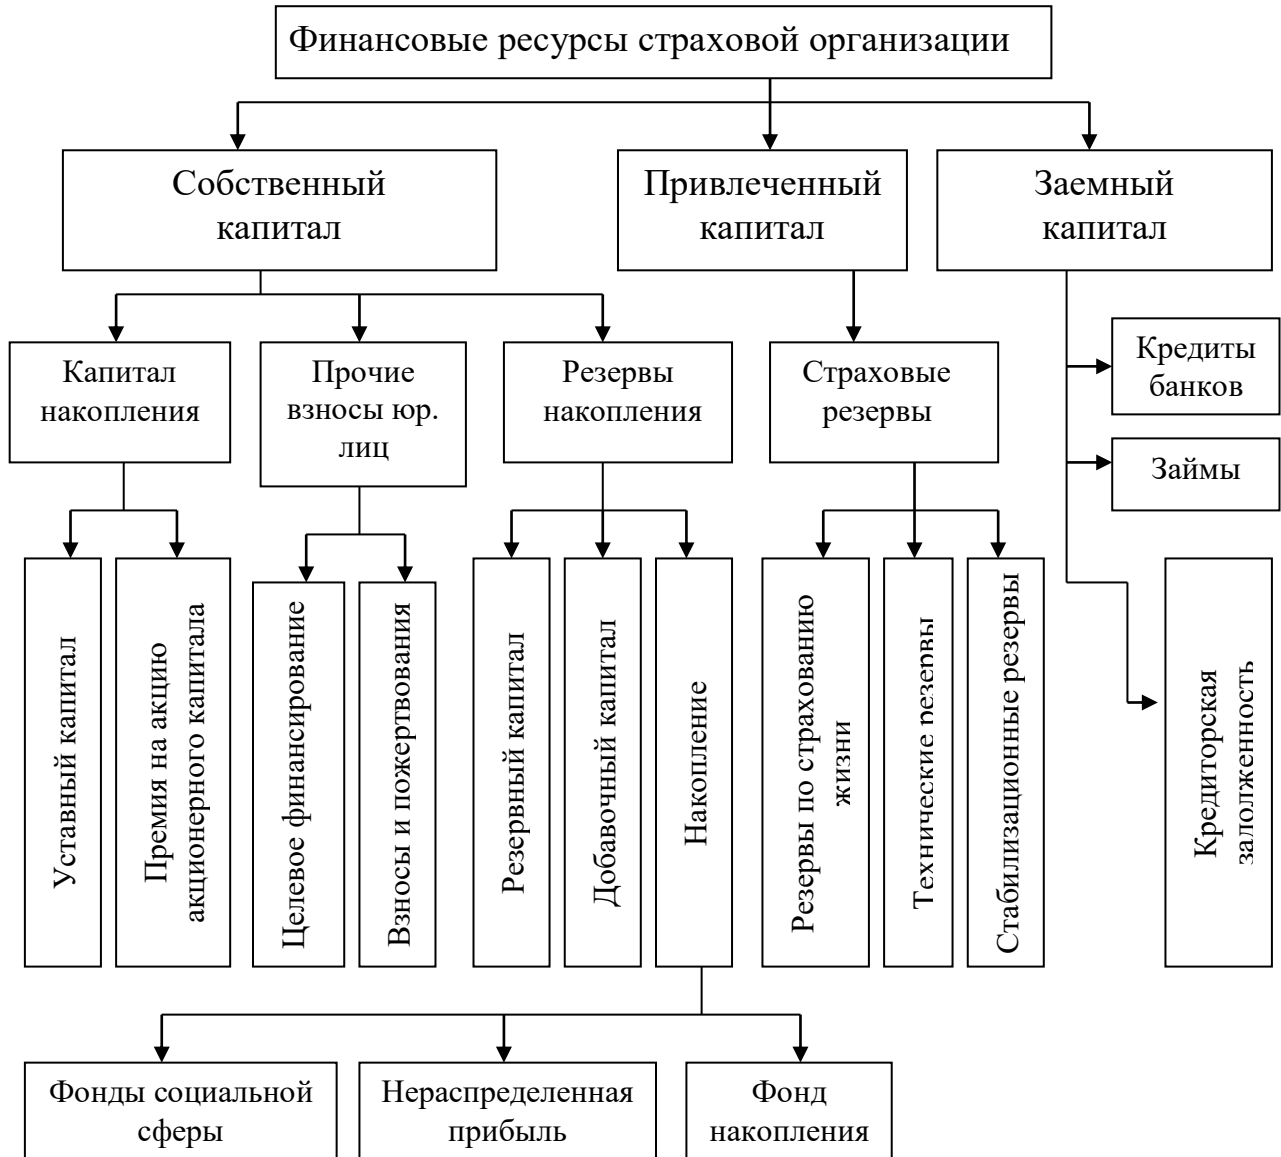 Финансовые ресурсы страховой организации
Собственный
капитал
Привлеченный
капитал
Заемный
капитал
Капитал
накопления
Прочие
взносы юр.
лиц
Резервы
накопления
Страховые
резервы
Кредиты
банков
Займы
Уставный капитал
Премия на акцию
акционерного капитала
Целевое финансирование
Взносы и пожертвования
Резервный капитал
Добавочный капитал
Накопление
Резервы по страхованию
жизни
Технические резервы
Стабилизационные резервы
Кредиторская
залолженность
Фонды социальной
сферы
Нераспределенная
прибыль
Фонд
накопления